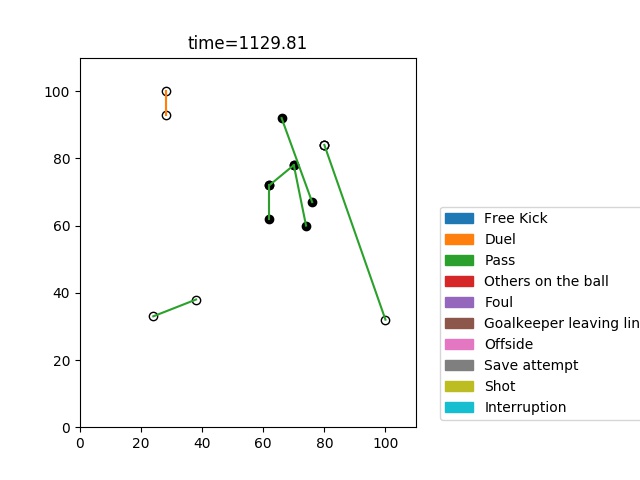 time=1129.81
100
80
60
40
20
0
0 20 40 60 80 100
Free Kick
Duel
Pass
Others on the ball
Foul
Goalkeeper leaving lin
Offside
Save attempt
Shot
Interruption